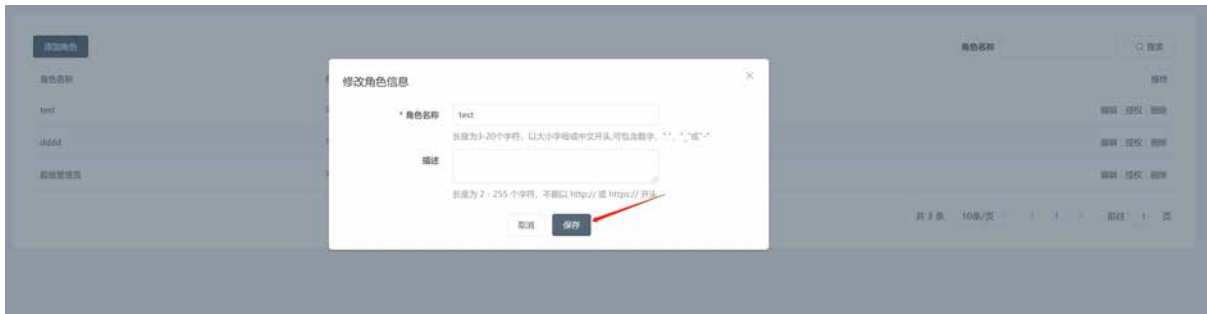 添加角色
角色名称
搜索
角色名称
操作
test
编辑 授权 删除
dddd
编辑 授权 删除
超级管理员
编辑 授权 删除
共 3 条 10条/页 1 前往 1 页
修改角色信息
* 角色名称 test
长度为3-20个字符，以大小字母或中文开头,可包含数字、"."、"_"或"-"
描述
长度为 2 - 255 个字符，不能以 http:// 或 https:// 开头
取消 保存